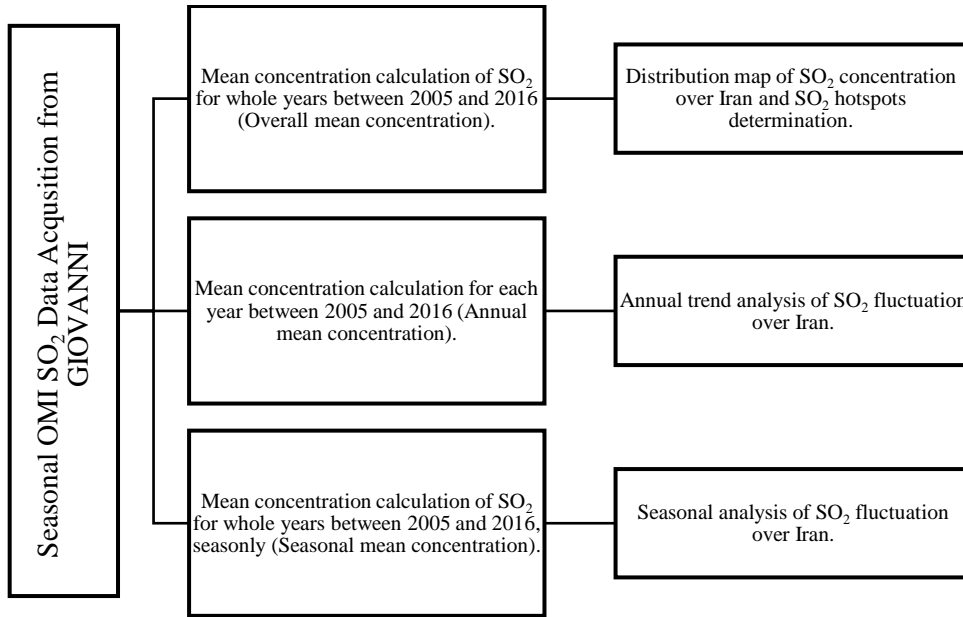 Seasonal OMI SO₂ Data Acqusition from
GIOVANNI
Mean concentration calculation of SO₂
for whole years between 2005 and 2016
(Overall mean concentration).
Distribution map of SO₂ concentration
over Iran and SO₂ hotspots
determination.
Mean concentration calculation for each
year between 2005 and 2016 (Annual
mean concentration).
Annual trend analysis of SO₂ fluctuation
over Iran.
Mean concentration calculation of SO₂
for whole years between 2005 and 2016,
seasonly (Seasonal mean concentration).
Seasonal analysis of SO₂ fluctuation
over Iran.